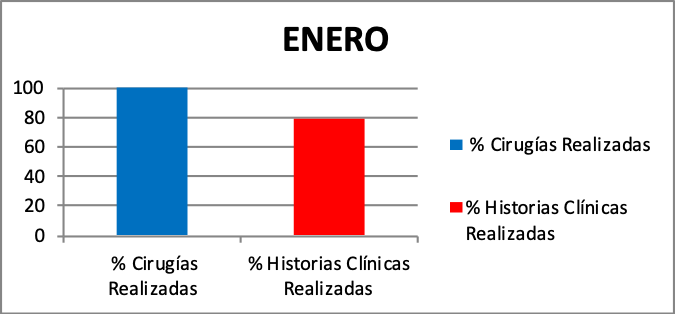 ENERO
100
80
60
40
20
0
% Cirugías
Realizadas
% Historias Clínicas
Realizadas
% Cirugías Realizadas
% Historias Clínicas
Realizadas